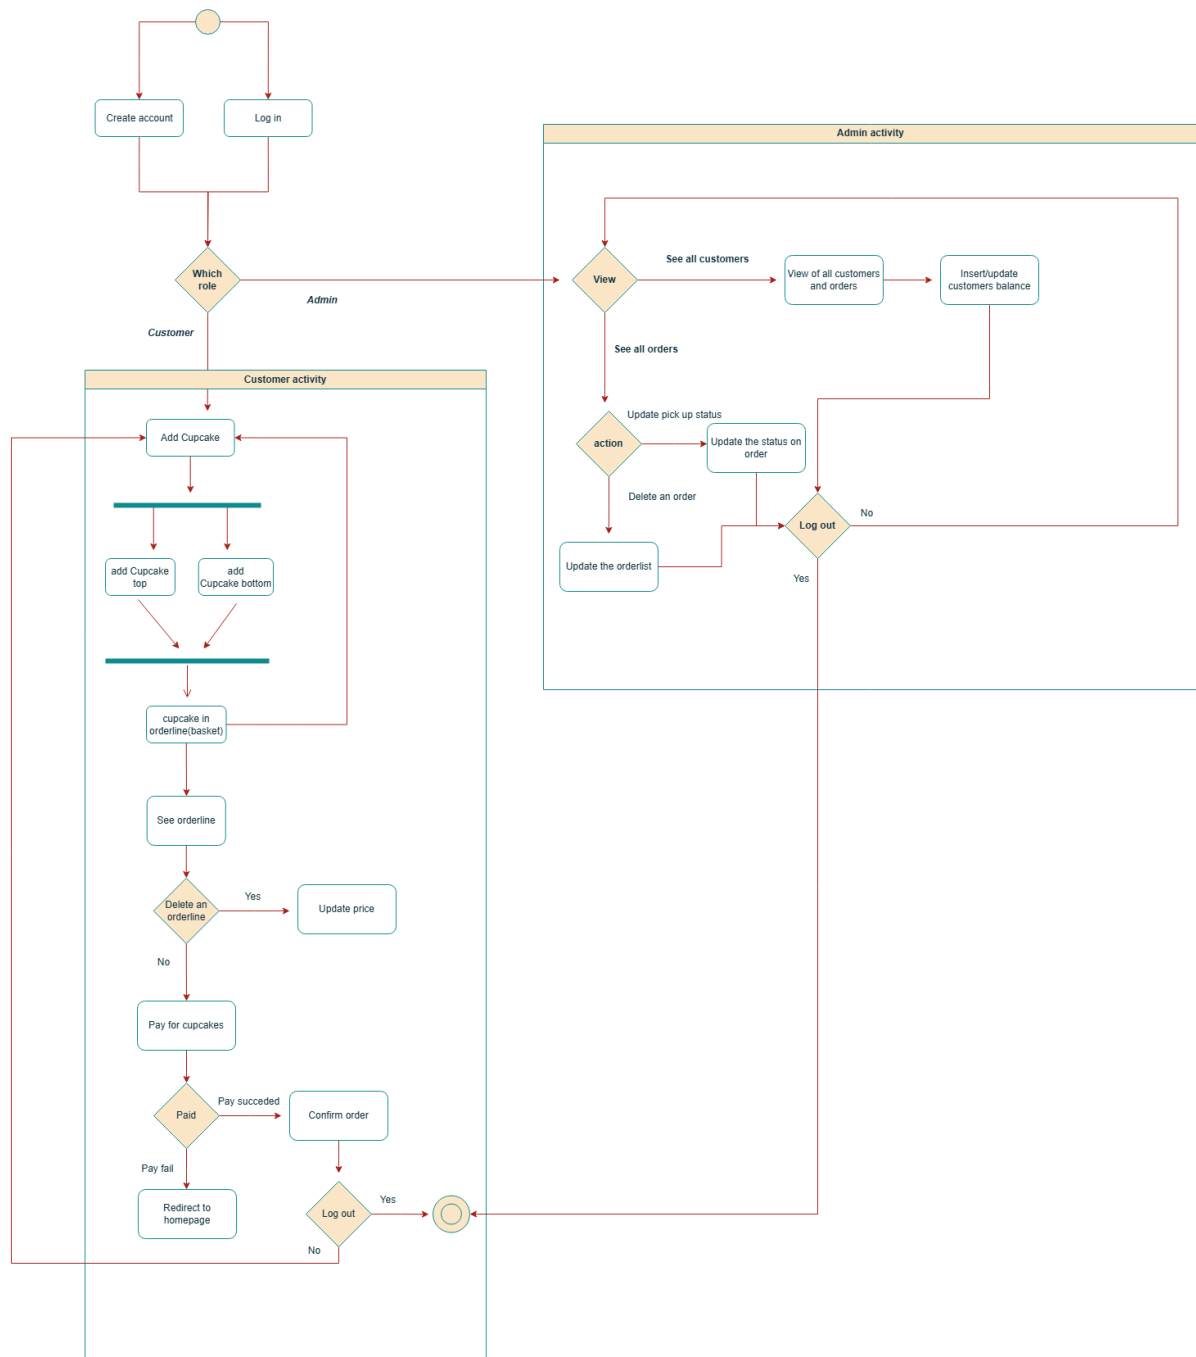 Create account
Log in
Admin activity
Which
role
Admin
Customer
View
See all customers
View of all customers
and orders
Insert/update
customers balance
See all orders
action
Update pick up status
Update the status on
order
Delete an order
Update the orderlist
Log out
No
Yes
Customer activity
Add Cupcake
add Cupcake
top
add
Cupcake bottom
cupcake in
orderline(basket)
See orderline
Delete an
orderline
Yes
Update price
No
Pay for cupcakes
Paid
Pay succeded
Confirm order
Pay fail
Redirect to
homepage
Log out
Yes
No